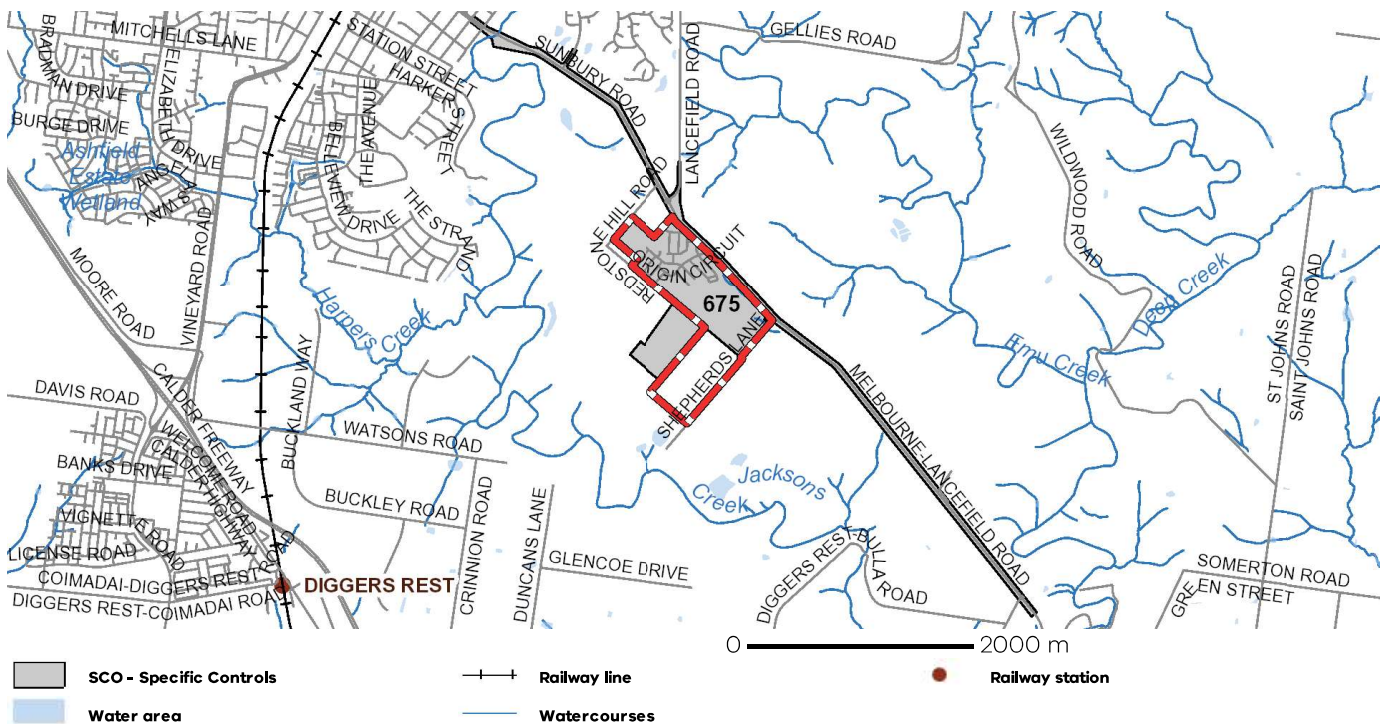 MITCHELLS LANE
BRADMAN DRIVE
ELIZABETH DRIVE
BURGE DRIVE
Ashfield
Estate
Wetland
ANGELAS WAY
STATION STREET
HARKER STREET
THE AVENUE
BELLEVIEW DRIVE
THE STRAND
SUNBURY ROAD
LANCEFIELD ROAD
GELLIES ROAD
WILDWOOD ROAD
MOORE ROAD
VINEYARD ROAD
Harpers Creek
REDSTONE HILL ROAD
ORIGIN CIRCUIT
675
SHEPHERDS LANE
Deep Creek
Emu Creek
ST JOHNS ROAD
SAINT JOHNS ROAD
MELBOURNE-LANCEFIELD ROAD
DAVIS ROAD
CALDER FREEWAY
WELCOME ROAD
CALDER HIGHWAY
BUCKLAND WAY
WATSONS ROAD
BANKS DRIVE
BUCKLEY ROAD
CRINNION ROAD
DUNCANS LANE
Jacksons
Creek
VIGNETTE ROAD
LICENSE ROAD
COIMADAI-DIGGERS REST ROAD
DIGGERS REST-COIMADAI ROAD
DIGGERS REST
GLENCOE DRIVE
DIGGERS REST-BULLA ROAD
SOMERTON ROAD
GREEN STREET
0 2000 m
SCO - Specific Controls
Railway line
Railway station
Water area
Watercourses